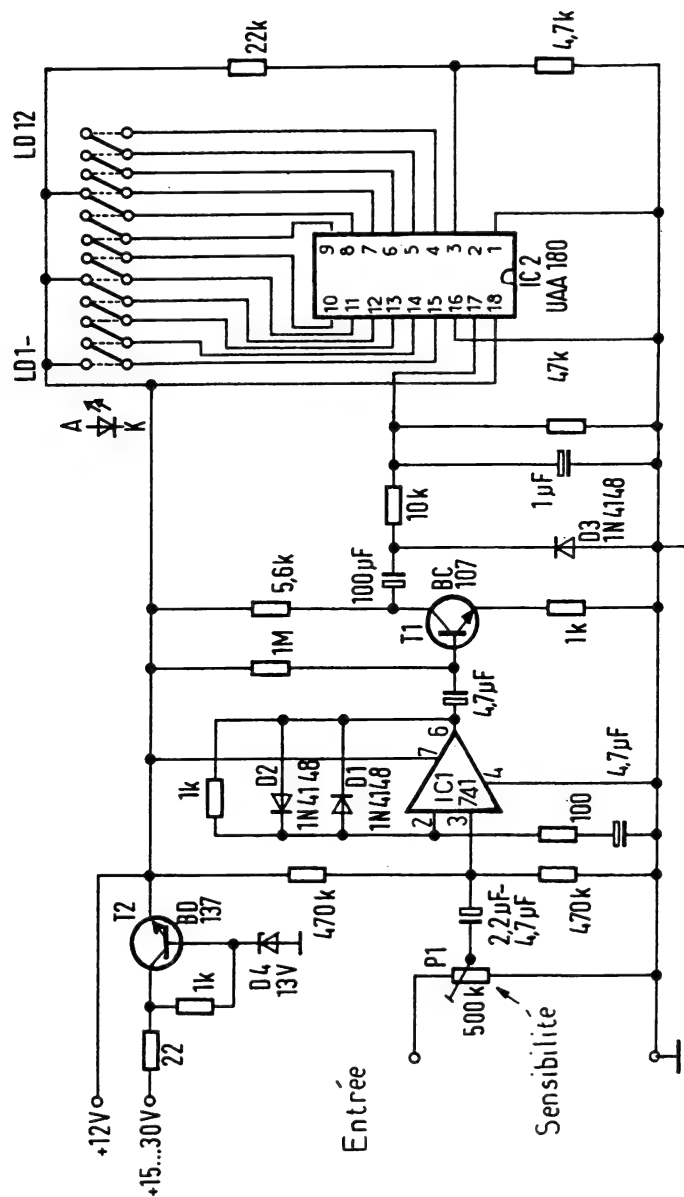 +12V
+15...30V
22
1k
D4
13V
T2
BD
137
Entrée
P1
500k
Sensibilité
2,2µF-
4,7µF
470k
470k
1k
D2
1N4148
D1
1N4148
IC1
741
2
3
7
6
4
100
4,7µF
4,7µF
1M
5,6k
T1
BC
107
1k
100µF
10k
D3
1N4148
1µF
47k
A
K
LD1-
LD12
10
11
12
13
14
15
16
17
18
9
8
7
6
5
4
3
2
1
IC2
UAA180
22k
4,7k